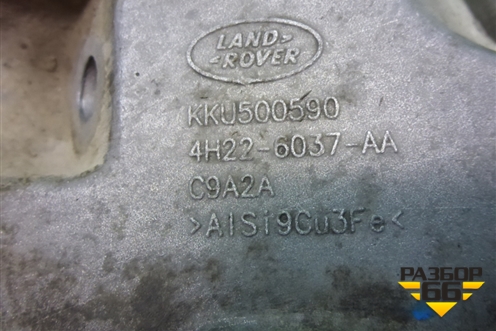 LAND
ROVER
KKU500590
4H22-6037-AA
C9A2A
>AlSi9Cu3Fe<
РАЗБОР
66